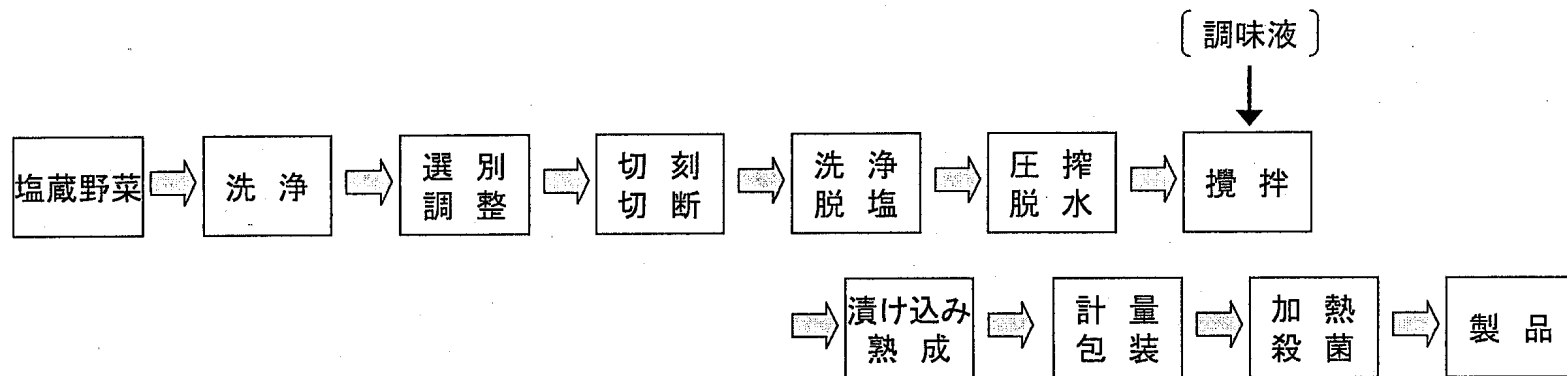 〔調味液〕
塩蔵野菜
洗浄
選別
調整
切刻
切断
洗浄
脱塩
圧搾
脱水
攪拌
漬け込み
熟成
計量
包装
加熱
殺菌
製品